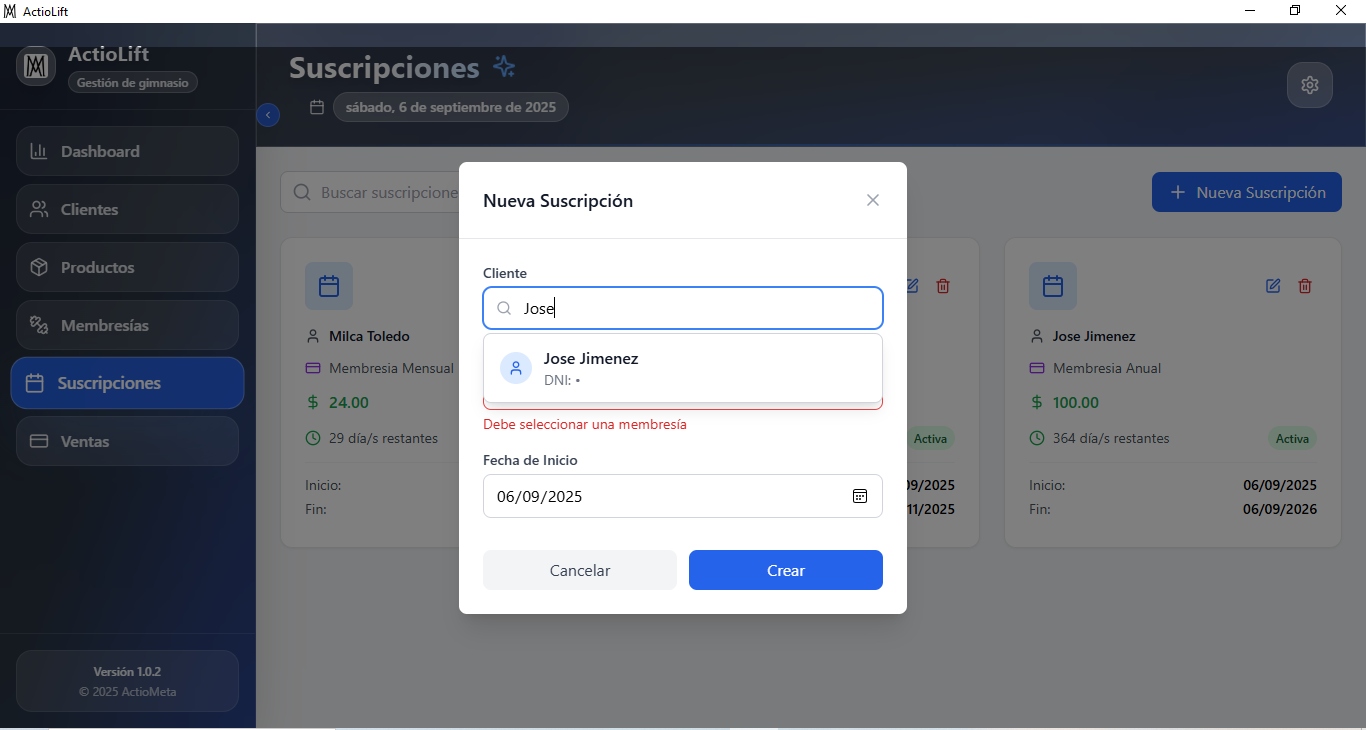 ActioLift
ActioLift
Gestión de gimnasio
Dashboard
Clientes
Productos
Membresías
Suscripciones
Ventas
Versión 1.0.2
© 2025 ActioMeta
Suscripciones
sábado, 6 de septiembre de 2025
Buscar suscripcione
Nueva Suscripción
Milca Toledo
Membresia Mensual
24.00
29 día/s restantes
Inicio:
Fin:
Activa
09/2025
11/2025
Jose Jimenez
Membresia Anual
100.00
364 día/s restantes
Activa
Inicio:
06/09/2025
Fin:
06/09/2026
Nueva Suscripción
Cliente
Jose
Jose Jimenez
DNI: •
Debe seleccionar una membresía
Fecha de Inicio
06/09/2025
Cancelar
Crear